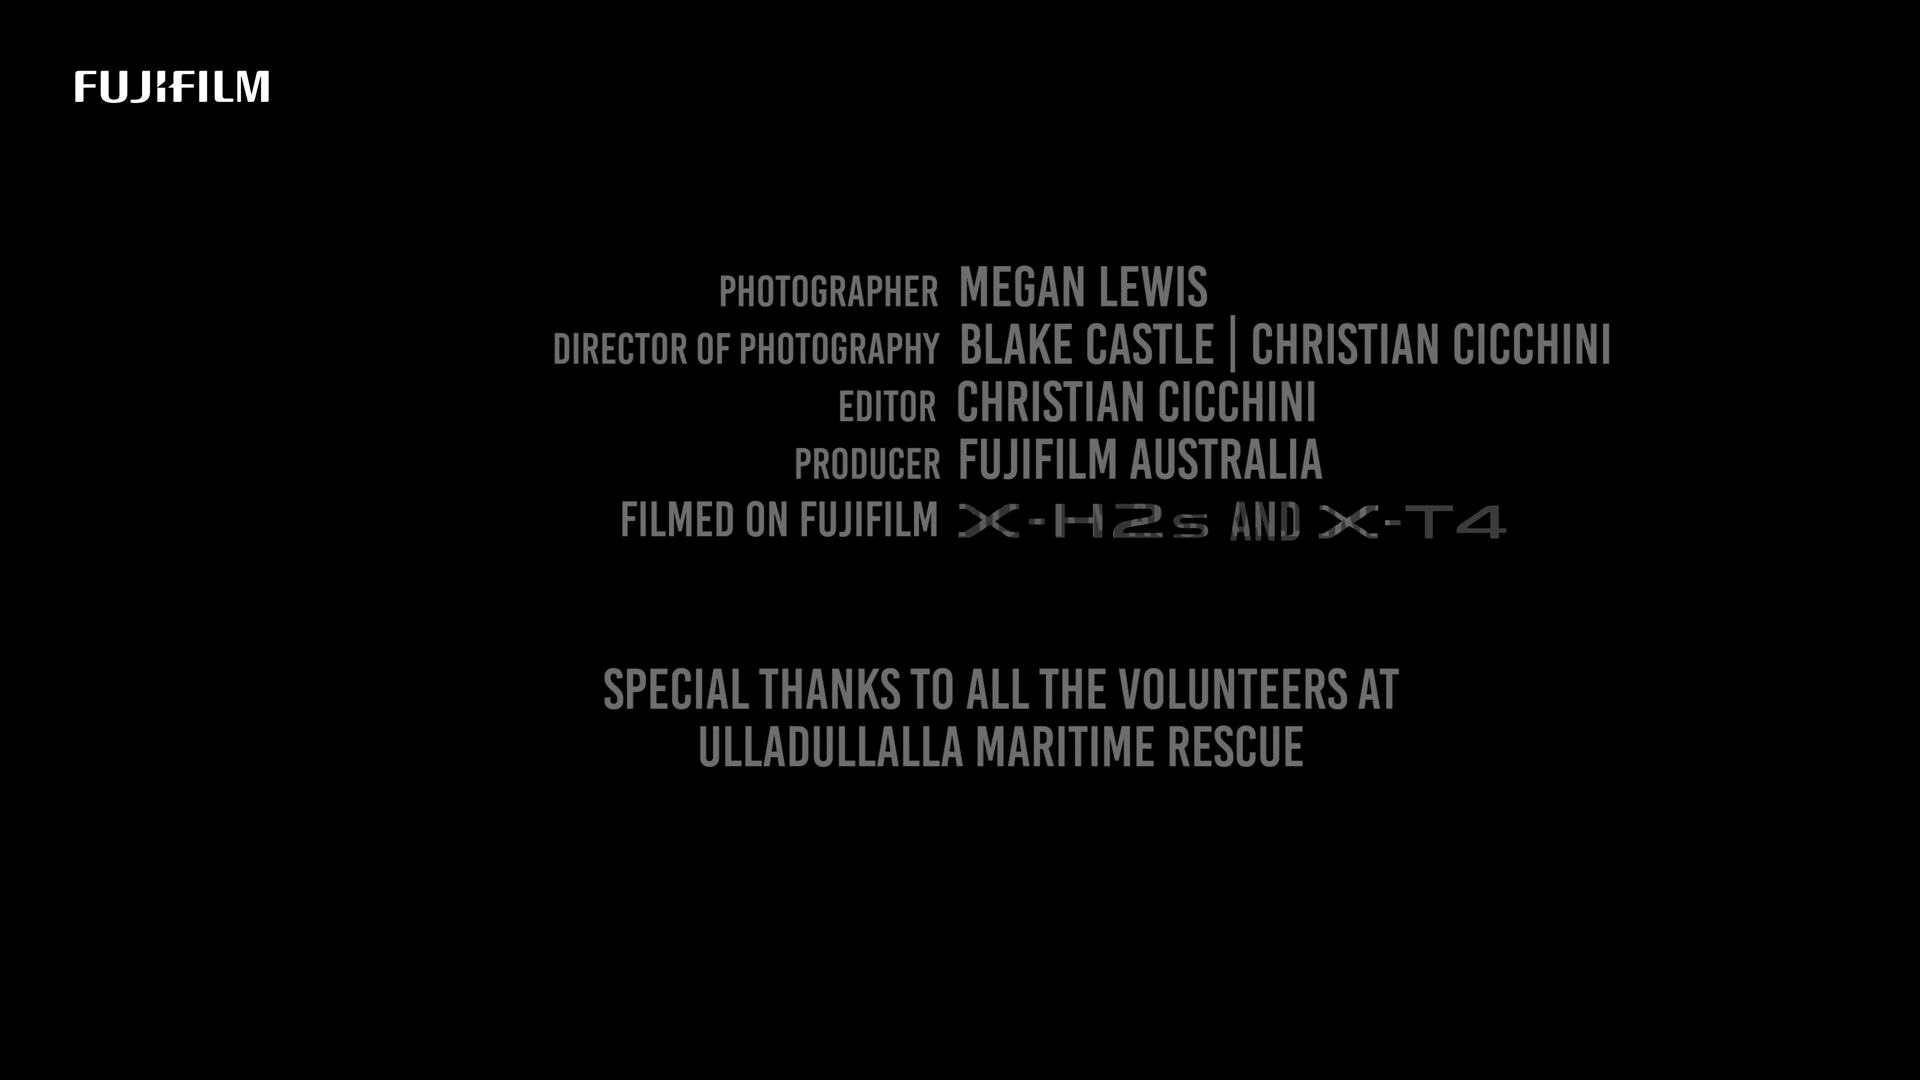 FUJIFILM
PHOTOGRAPHER MEGAN LEWIS
DIRECTOR OF PHOTOGRAPHY BLAKE CASTLE | CHRISTIAN CICCHINI
EDITOR CHRISTIAN CICCHINI
PRODUCER FUJIFILM AUSTRALIA
FILMED ON FUJIFILM X-H2s AND X-T4
SPECIAL THANKS TO ALL THE VOLUNTEERS AT
ULLADULLALLA MARITIME RESCUE